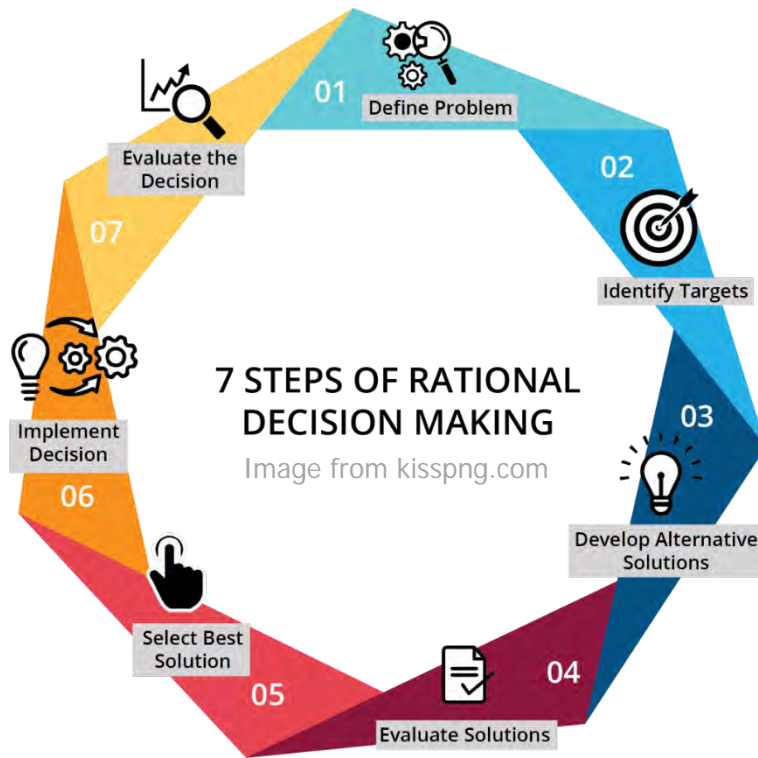 01
Define Problem
02
Identify Targets
03
Develop Alternative
Solutions
04
Evaluate Solutions
05
Select Best
Solution
06
Implement
Decision
07
Evaluate the
Decision
7 STEPS OF RATIONAL
DECISION MAKING
Image from kisspng.com